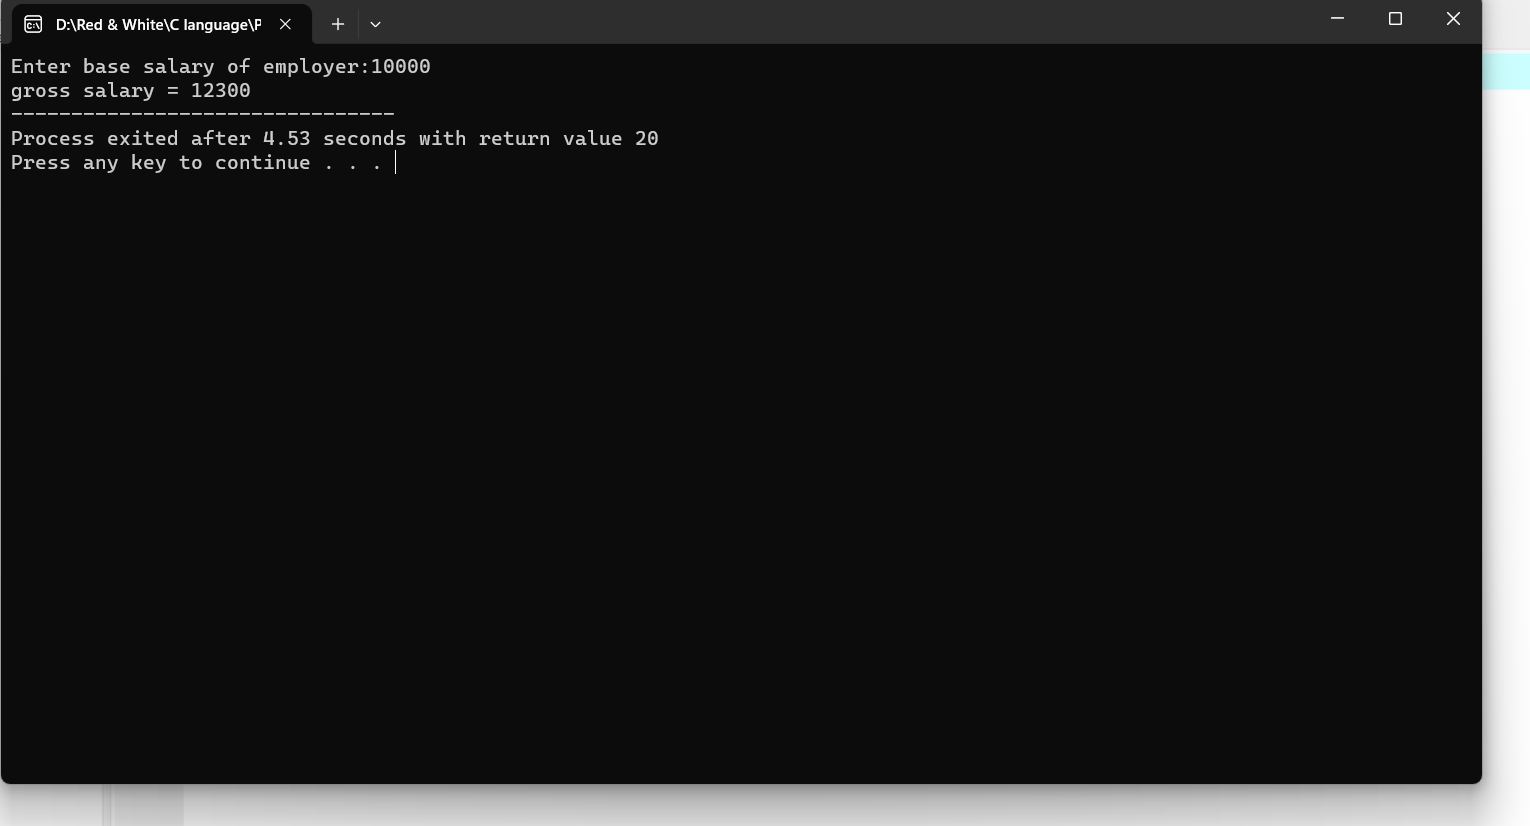 D:\Red & White\C language\P
Enter base salary of employer:10000
gross salary = 12300
--------------------------------
Process exited after 4.53 seconds with return value 20
Press any key to continue . . .